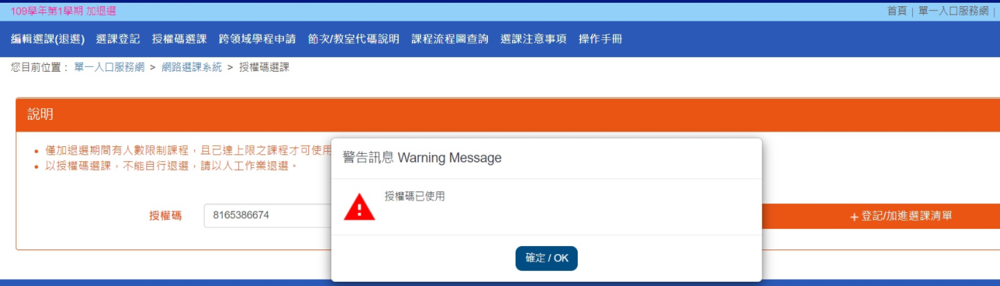 109學年第1學期 加退選
首頁 | 單一入口服務網 |
編輯選課(退選) 選課登記 授權碼選課 跨領域學程申請 節次/教室代碼說明 課程流程圖查詢 選課注意事項 操作手冊
您目前位置： 單一入口服務網 > 網路選課系統 > 授權碼選課
說明
• 僅加退選期間有人數限制課程，且已達上限之課程才可使用
• 以授權碼選課，不能自行退選，請以人工作業退選。
警告訊息 Warning Message
授權碼已使用
授權碼 8165386674
+ 登記/加進選課清單
確定 / OK